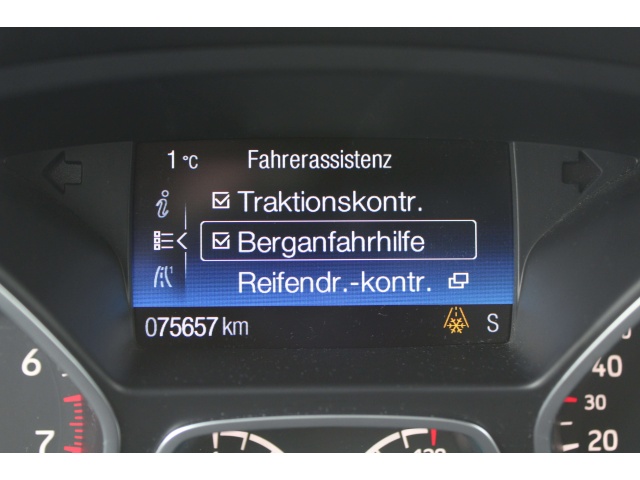 1 °C Fahrerassistenz
Traktionskontr.
Berganfahrhilfe
Reifendr.-kontr.
075657 km S
6
7
40
30
20